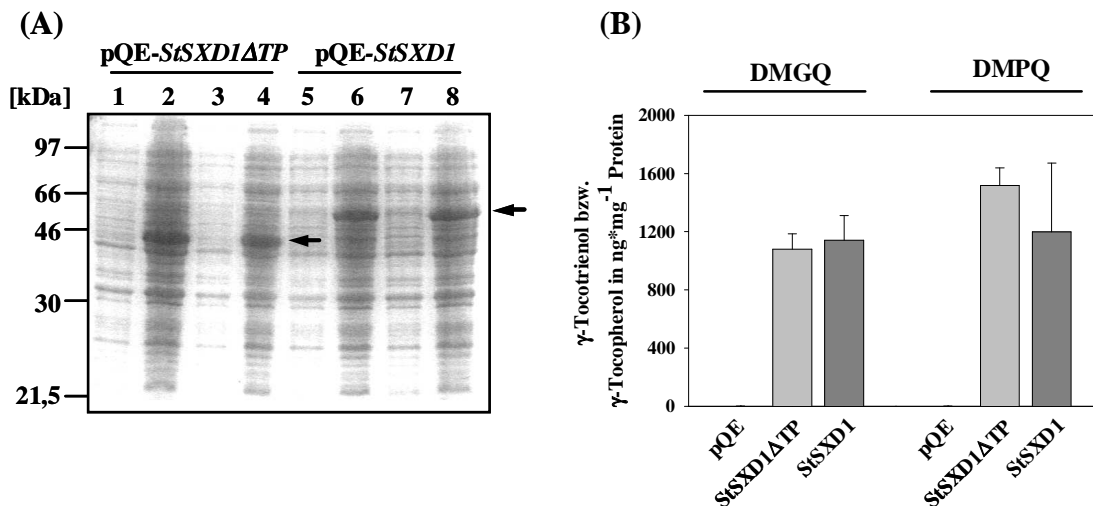 (A)
pQE-StSXD1ΔTP pQE-StSXD1
[kDa] 1 2 3 4 5 6 7 8
97
66
46
30
21,5
(B)
DMGQ DMPQ
γ-Tocotrienol bzw.
γ-Tocopherol in ng*mg⁻¹ Protein
2000
1600
1200
800
400
0
pQE StSXD1ΔTP StSXD1 pQE StSXD1ΔTP StSXD1